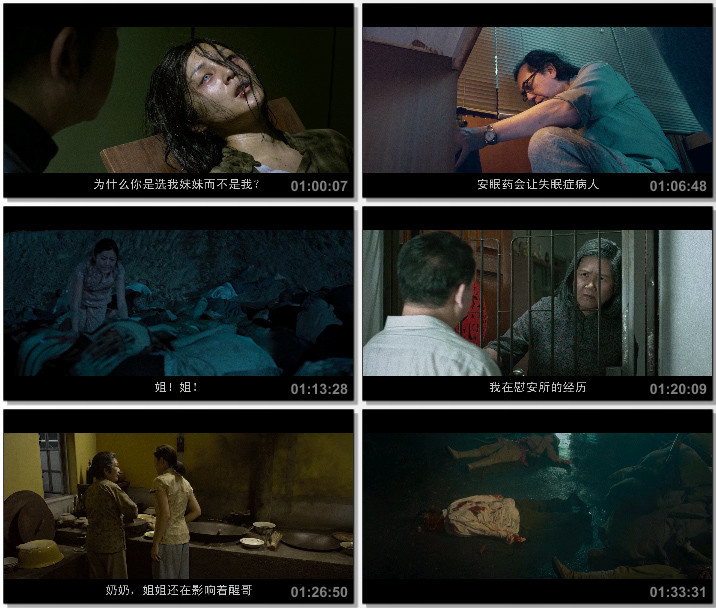 为什么你是选我妹妹而不是我？
01:00:07
安眠药会让失眠症病人
01:06:48
姐！姐！
01:13:28
我在慰安所的经历
01:20:09
奶奶，姐姐还在影响着醒哥
01:26:50
01:33:31